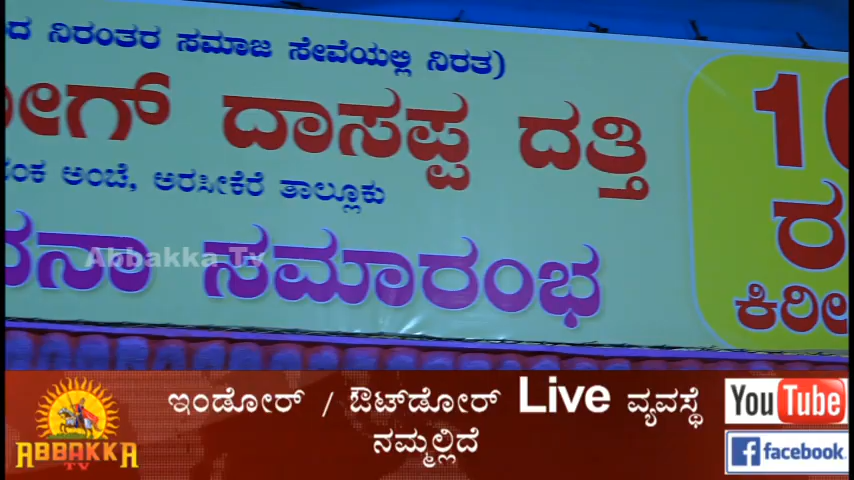 ನಿರಂತರ ಸಮಾಜ ಸೇವೆಯಲ್ಲಿ ನಿರತ)
ದಾಸಪ್ಪ ದತ್ತಿ
ಅಂಚೆ, ಅರಸೀಕೆರೆ ತಾಲ್ಲೂಕು
ಸಮಾರಂಭ
Abbakka Tv
ಇಂಡೋರ್ / ಔಟ್‌ಡೋರ್ Live ವ್ಯವಸ್ಥೆ
ನಮ್ಮಲ್ಲಿದೆ
ABBAKKA
TV
YouTube
facebook